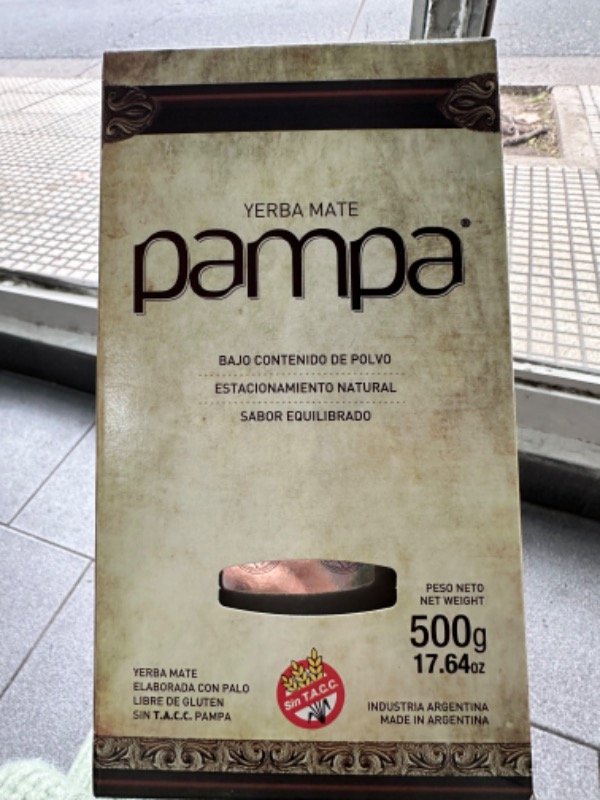 YERBA MATE
pampa®
BAJO CONTENIDO DE POLVO
ESTACIONAMIENTO NATURAL
SABOR EQUILIBRADO
PESO NETO
NET WEIGHT
500g
17.64oz
YERBA MATE
ELABORADA CON PALO
LIBRE DE GLUTEN
SIN T.A.C.C. PAMPA
Sin T.A.C.C.
INDUSTRIA ARGENTINA
MADE IN ARGENTINA